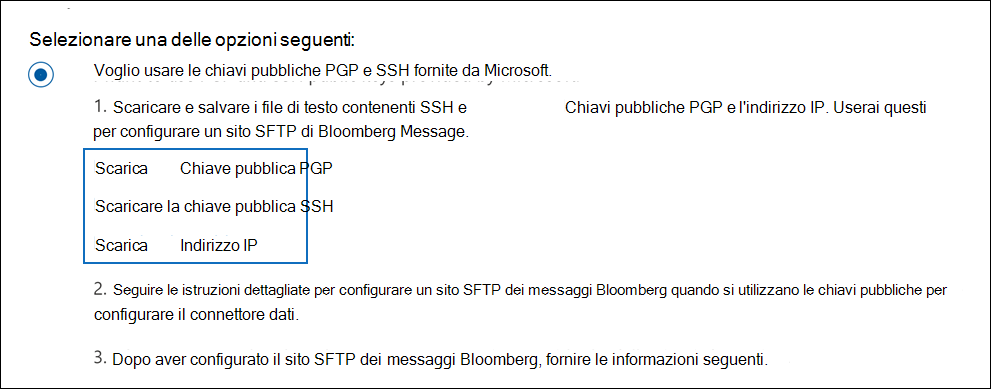 Selezionare una delle opzioni seguenti:
Voglio usare le chiavi pubbliche PGP e SSH fornite da Microsoft.
1. Scaricare e salvare i file di testo contenenti SSH e Chiavi pubbliche PGP e l'indirizzo IP. Userai questi
per configurare un sito SFTP di Bloomberg Message.
Scarica Chiave pubblica PGP
Scaricare la chiave pubblica SSH
Scarica Indirizzo IP
2. Seguire le istruzioni dettagliate per configurare un sito SFTP dei messaggi Bloomberg quando si utilizzano le chiavi pubbliche per
configurare il connettore dati.
3. Dopo aver configurato il sito SFTP dei messaggi Bloomberg, fornire le informazioni seguenti.